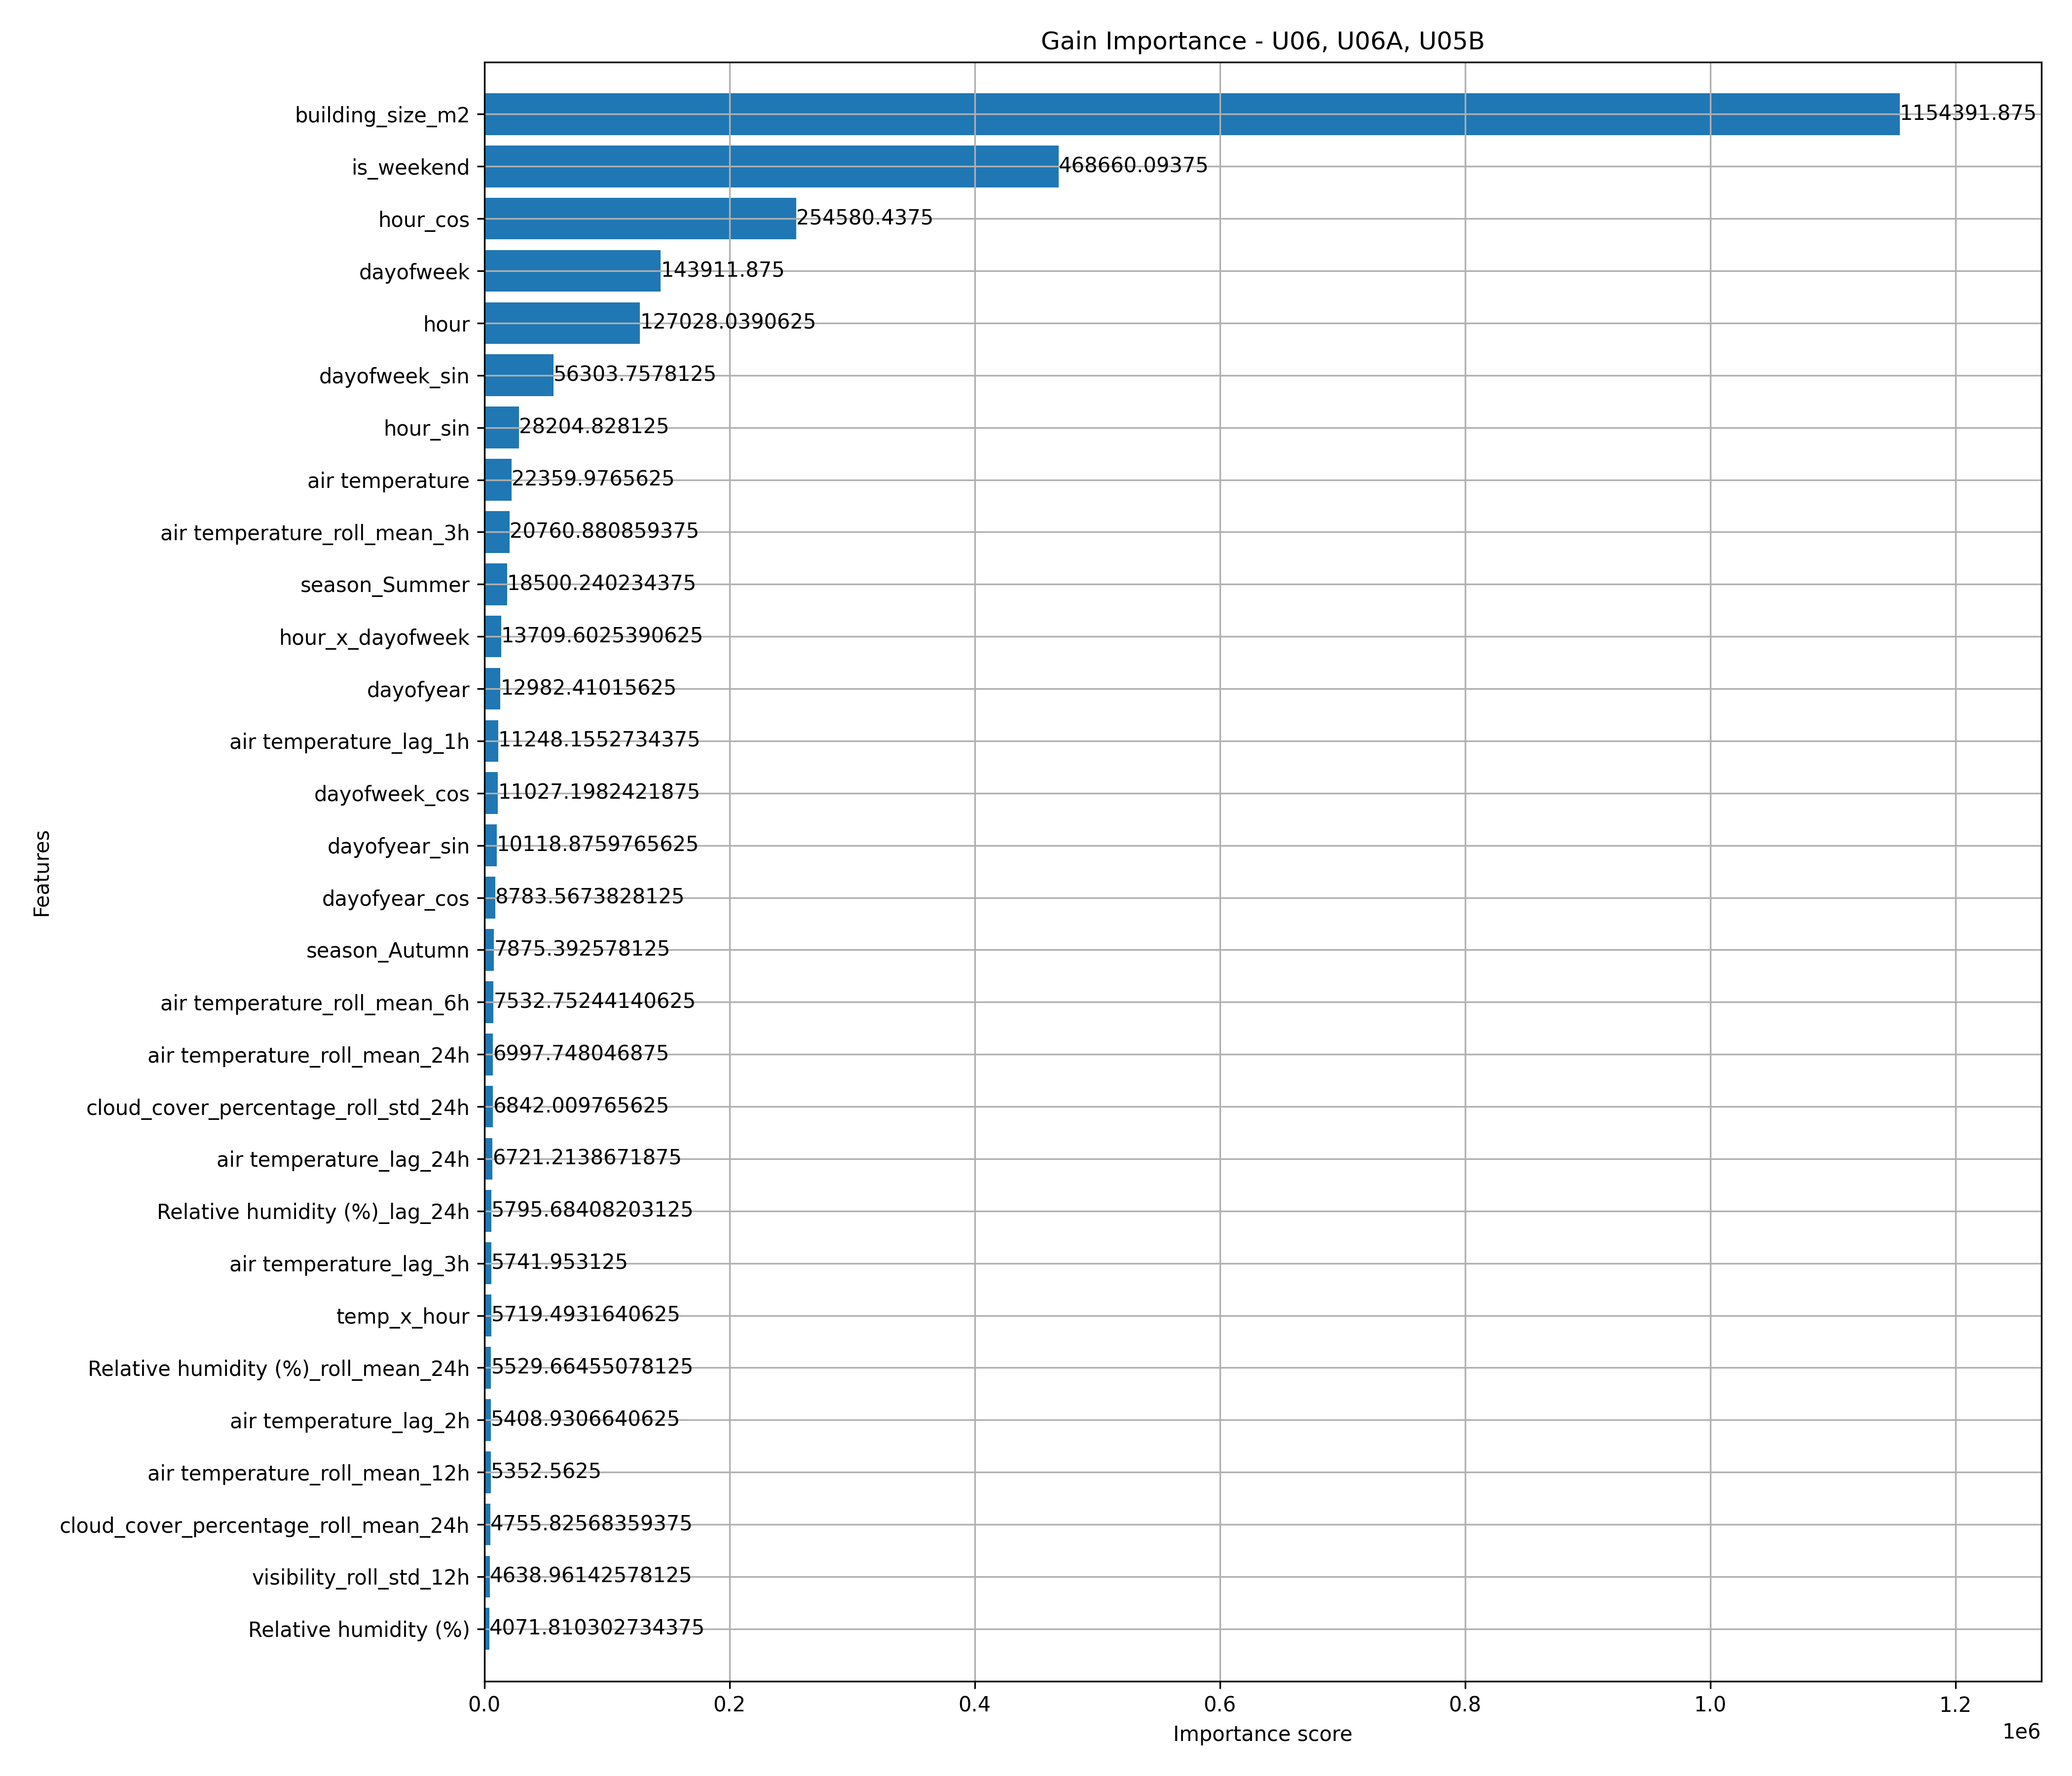 Gain Importance - U06, U06A, U05B
building_size_m2 1154391.875
is_weekend 468660.09375
hour_cos 254580.4375
dayofweek 143911.875
hour 127028.0390625
dayofweek_sin 56303.7578125
hour_sin 28204.828125
air temperature 22359.9765625
air temperature_roll_mean_3h 20760.880859375
season_Summer 18500.240234375
hour_x_dayofweek 13709.6025390625
dayofyear 12982.41015625
air temperature_lag_1h 11248.1552734375
dayofweek_cos 11027.1982421875
dayofyear_sin 10118.8759765625
dayofyear_cos 8783.5673828125
season_Autumn 7875.392578125
air temperature_roll_mean_6h 7532.75244140625
air temperature_roll_mean_24h 6997.748046875
cloud_cover_percentage_roll_std_24h 6842.009765625
air temperature_lag_24h 6721.2138671875
Relative humidity (%)_lag_24h 5795.68408203125
air temperature_lag_3h 5741.953125
temp_x_hour 5719.4931640625
Relative humidity (%)_roll_mean_24h 5529.66455078125
air temperature_lag_2h 5408.9306640625
air temperature_roll_mean_12h 5352.5625
cloud_cover_percentage_roll_mean_24h 4755.82568359375
visibility_roll_std_12h 4638.96142578125
Relative humidity (%) 4071.810302734375
Features
0.0 0.2 0.4 0.6 0.8 1.0 1.2
1e6
Importance score